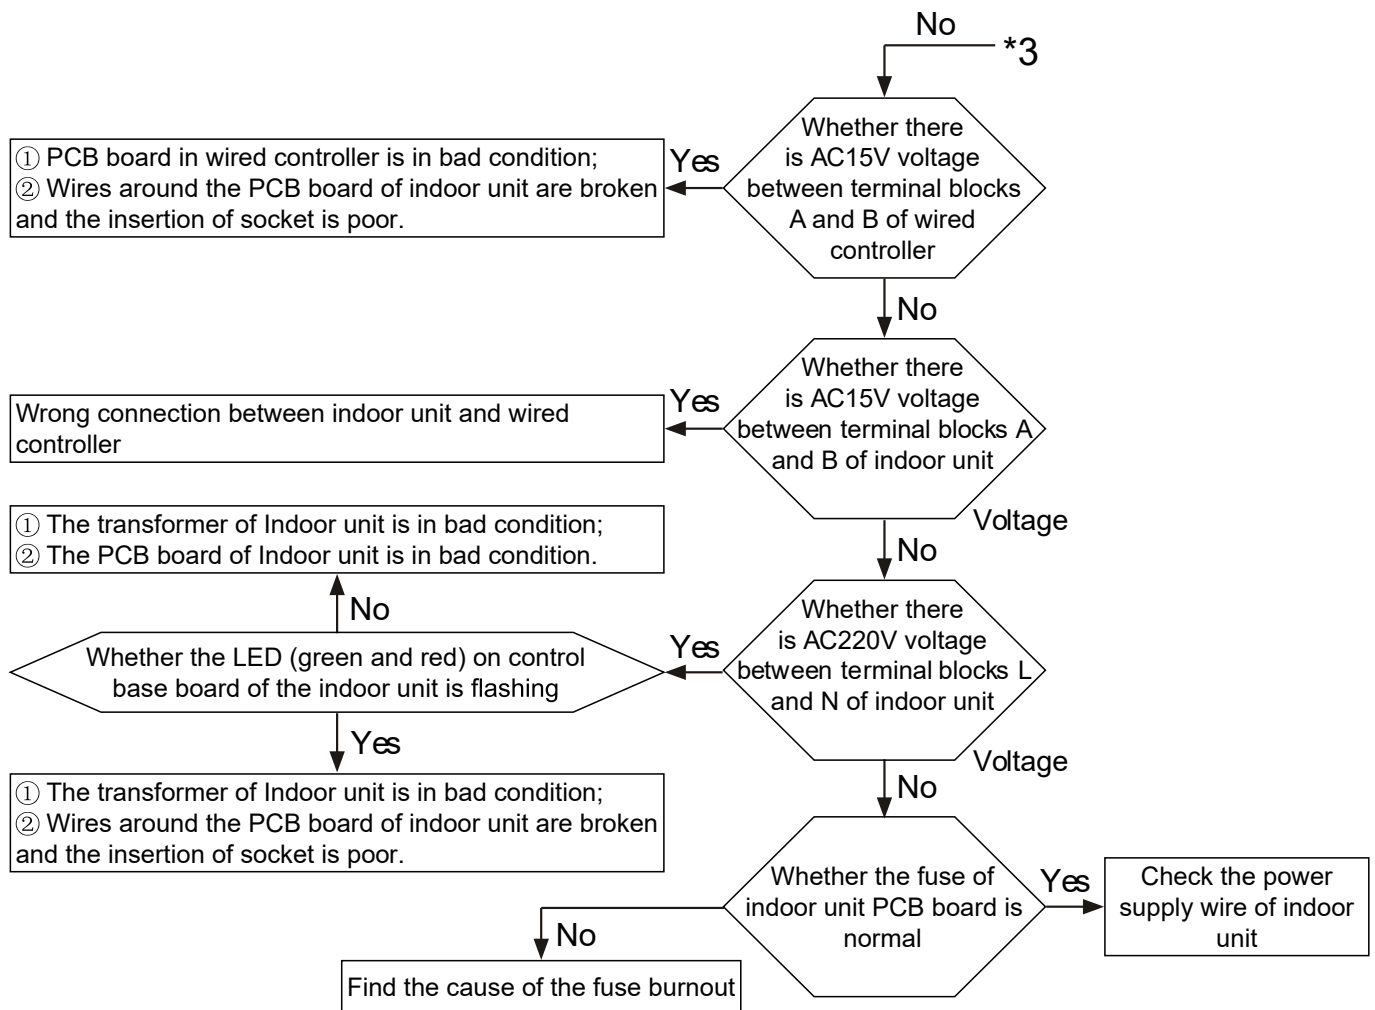 No
*3
Whether there
is AC15V voltage
between terminal blocks
A and B of wired
controller
Yes
① PCB board in wired controller is in bad condition;
② Wires around the PCB board of indoor unit are broken
and the insertion of socket is poor.
No
Whether there
is AC15V voltage
between terminal blocks A
and B of indoor unit
Yes
Wrong connection between indoor unit and wired
controller
Voltage
No
① The transformer of Indoor unit is in bad condition;
② The PCB board of Indoor unit is in bad condition.
No
Whether there
is AC220V voltage
between terminal blocks L
and N of indoor unit
Yes
Whether the LED (green and red) on control
base board of the indoor unit is flashing
Yes
Voltage
No
① The transformer of Indoor unit is in bad condition;
② Wires around the PCB board of indoor unit are broken
and the insertion of socket is poor.
Whether the fuse of
indoor unit PCB board is
normal
Yes
Check the power
supply wire of indoor
unit
No
Find the cause of the fuse burnout